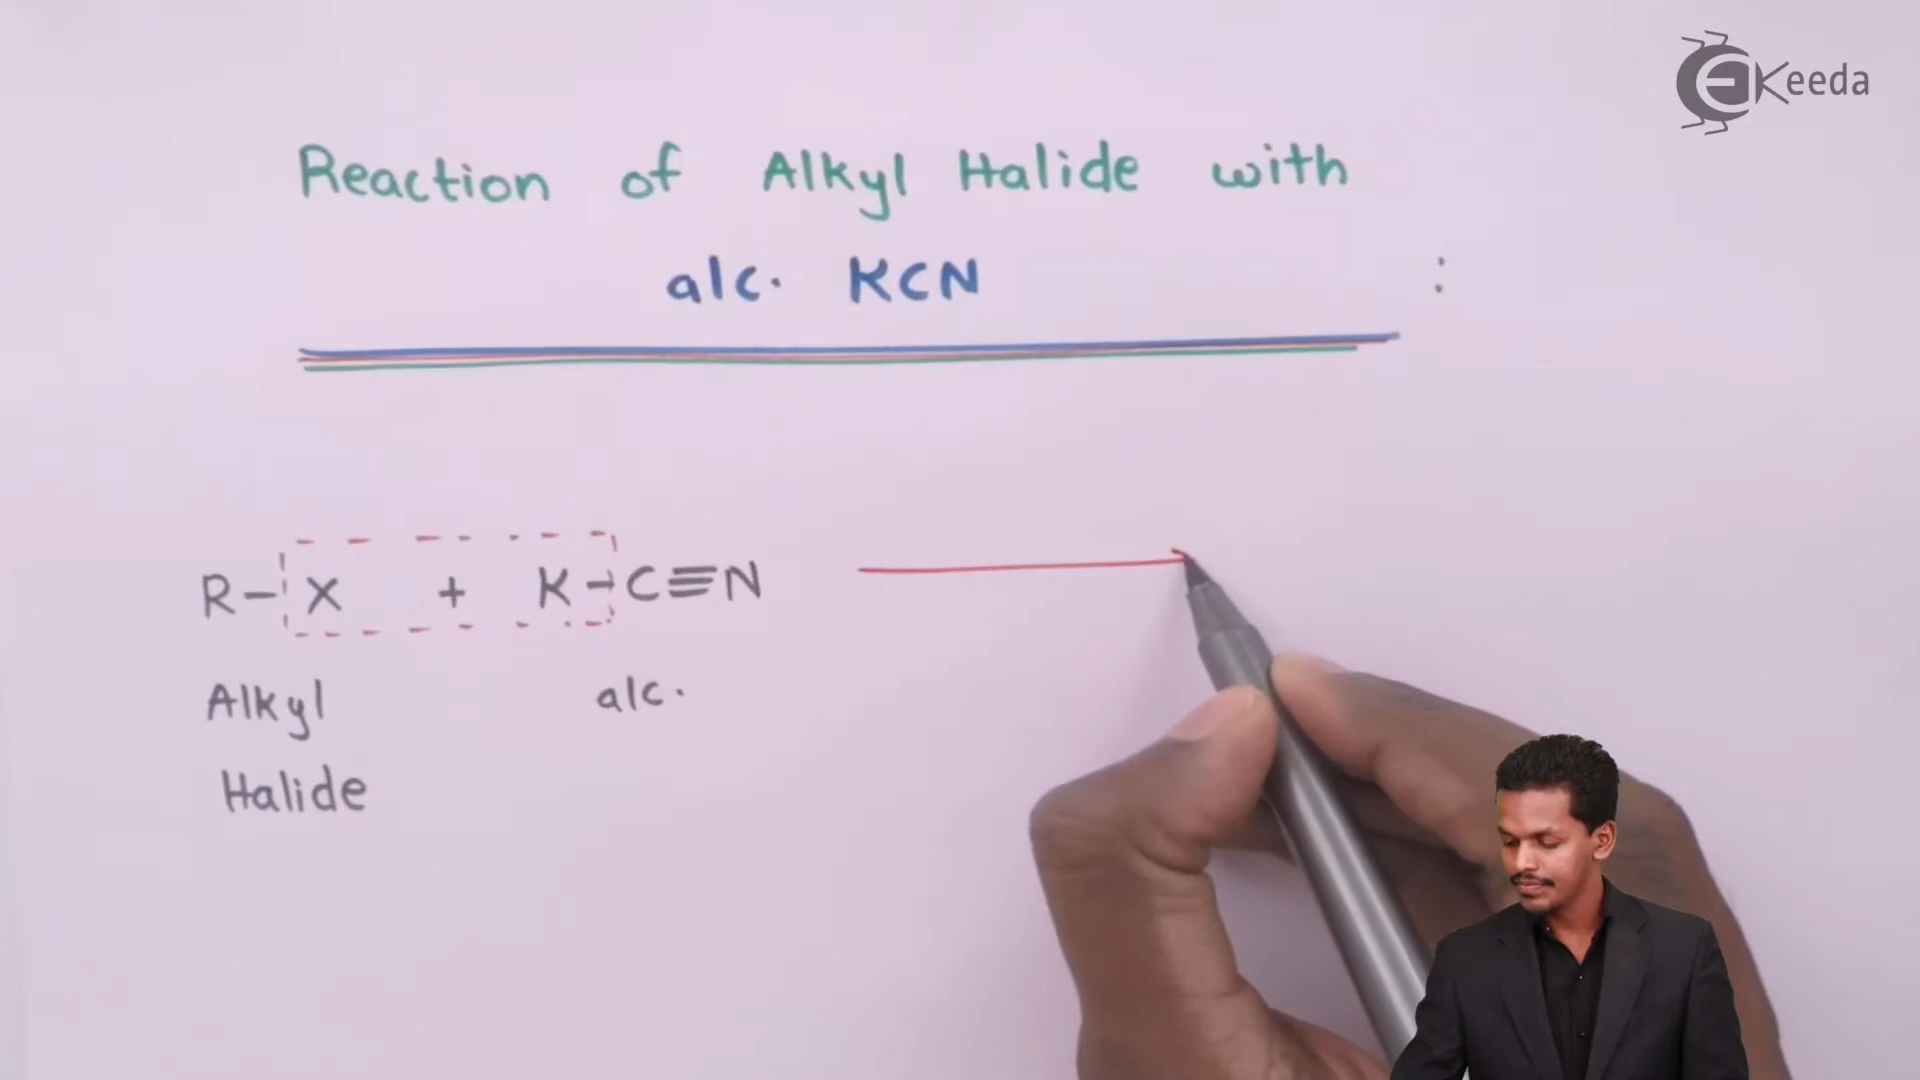 EKeeda
Reaction of Alkyl Halide with
alc. KCN :
R-X + K-C≡N
Alkyl alc.
Halide